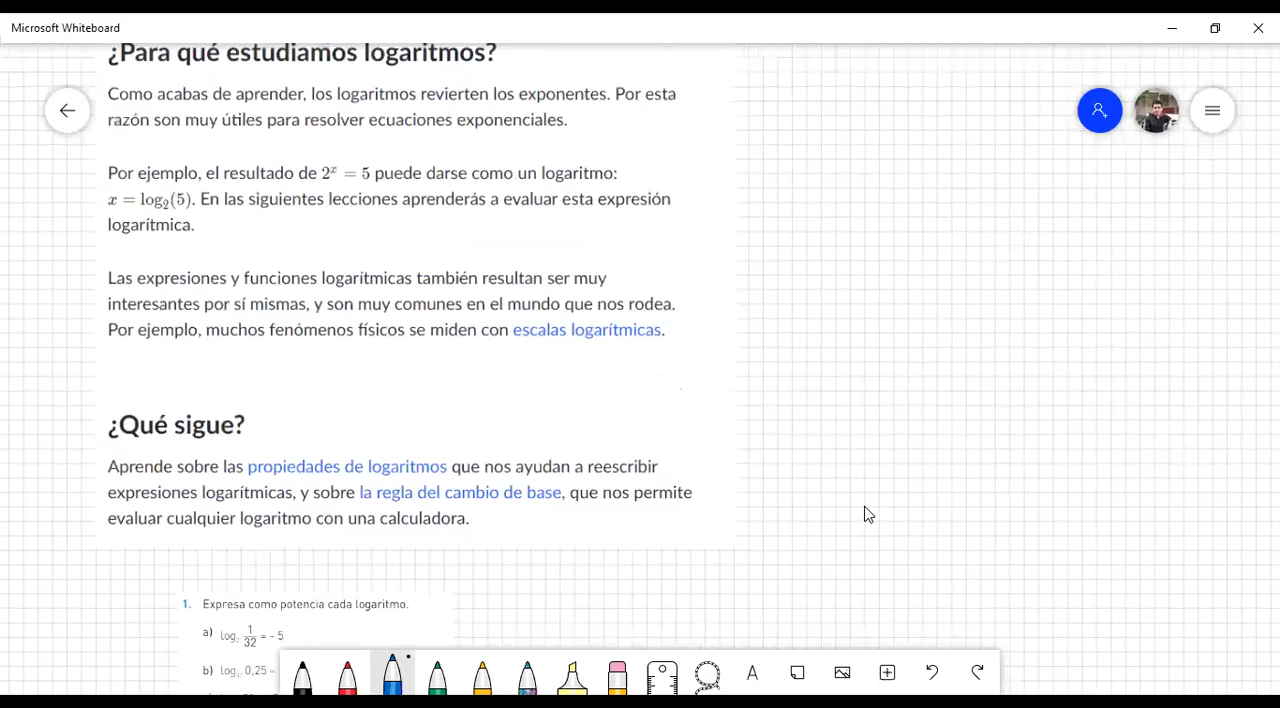 Microsoft Whiteboard
¿Para qué estudiamos logaritmos?
Como acabas de aprender, los logaritmos revierten los exponentes. Por esta
razón son muy útiles para resolver ecuaciones exponenciales.
Por ejemplo, el resultado de 2ˣ = 5 puede darse como un logaritmo:
x = log₂(5). En las siguientes lecciones aprenderás a evaluar esta expresión
logarítmica.
Las expresiones y funciones logarítmicas también resultan ser muy
interesantes por sí mismas, y son muy comunes en el mundo que nos rodea.
Por ejemplo, muchos fenómenos físicos se miden con escalas logarítmicas.
¿Qué sigue?
Aprende sobre las propiedades de logaritmos que nos ayudan a reescribir
expresiones logarítmicas, y sobre la regla del cambio de base, que nos permite
evaluar cualquier logaritmo con una calculadora.
1. Expresa como potencia cada logaritmo.
a) log 1/32 = - 5
b) log 0,25 =